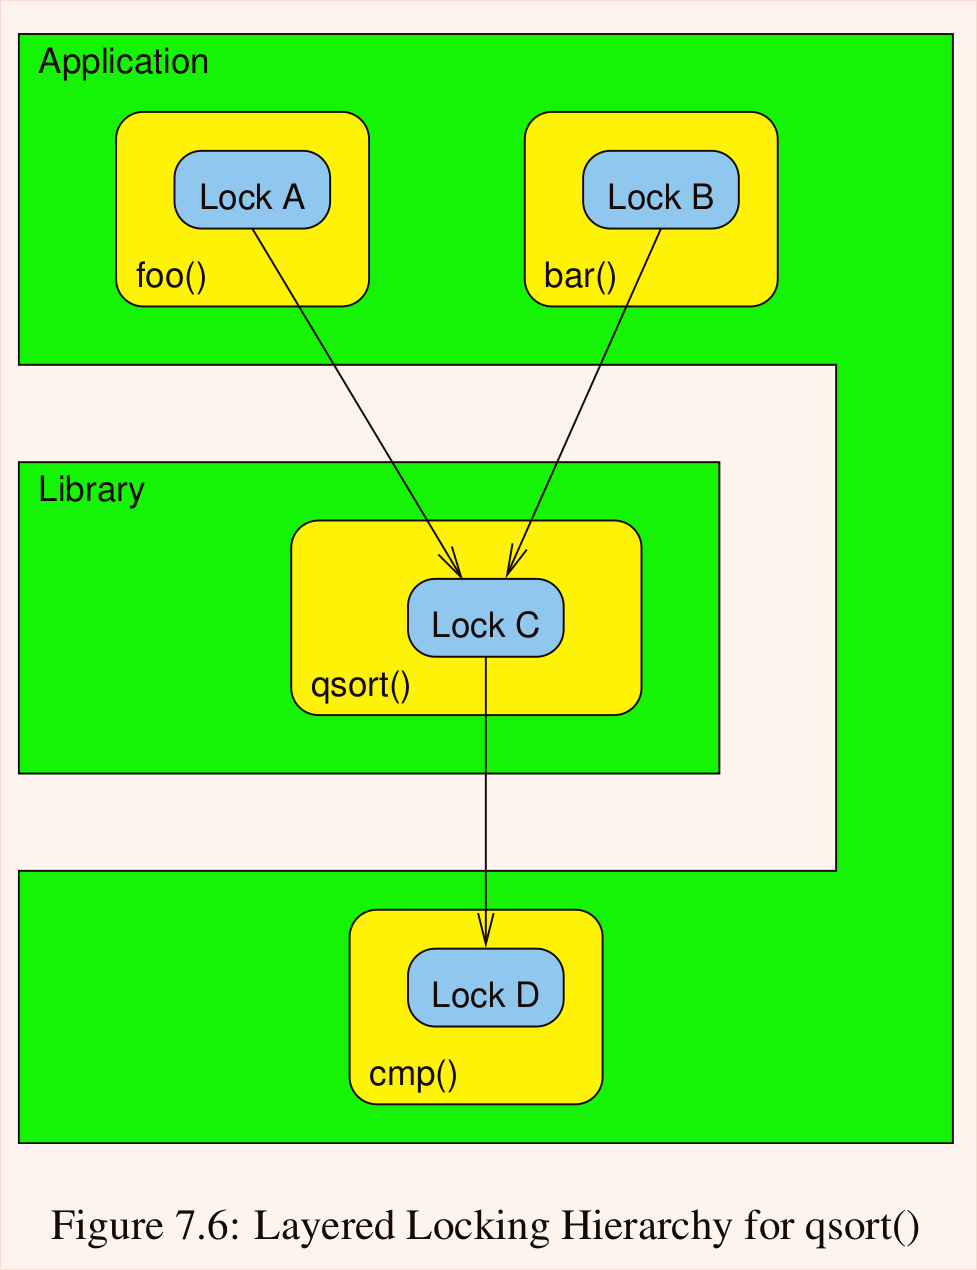 Application
Lock A
Lock B
foo()
bar()
Library
Lock C
qsort()
Lock D
cmp()
Figure 7.6: Layered Locking Hierarchy for qsort()